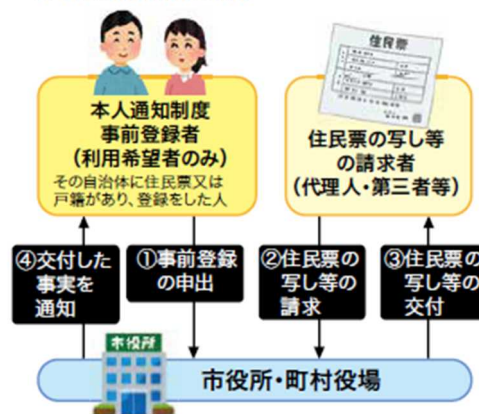 住民票
本人通知制度
事前登録者
（利用希望者のみ）
その自治体に住民票又は
戸籍があり、登録をした人
住民票の写し等
の請求者
（代理人・第三者等）
④交付した
事実を
通知
①事前登録
の申出
②住民票の
写し等の
請求
③住民票の
写し等の
交付
市役所
市役所・町村役場